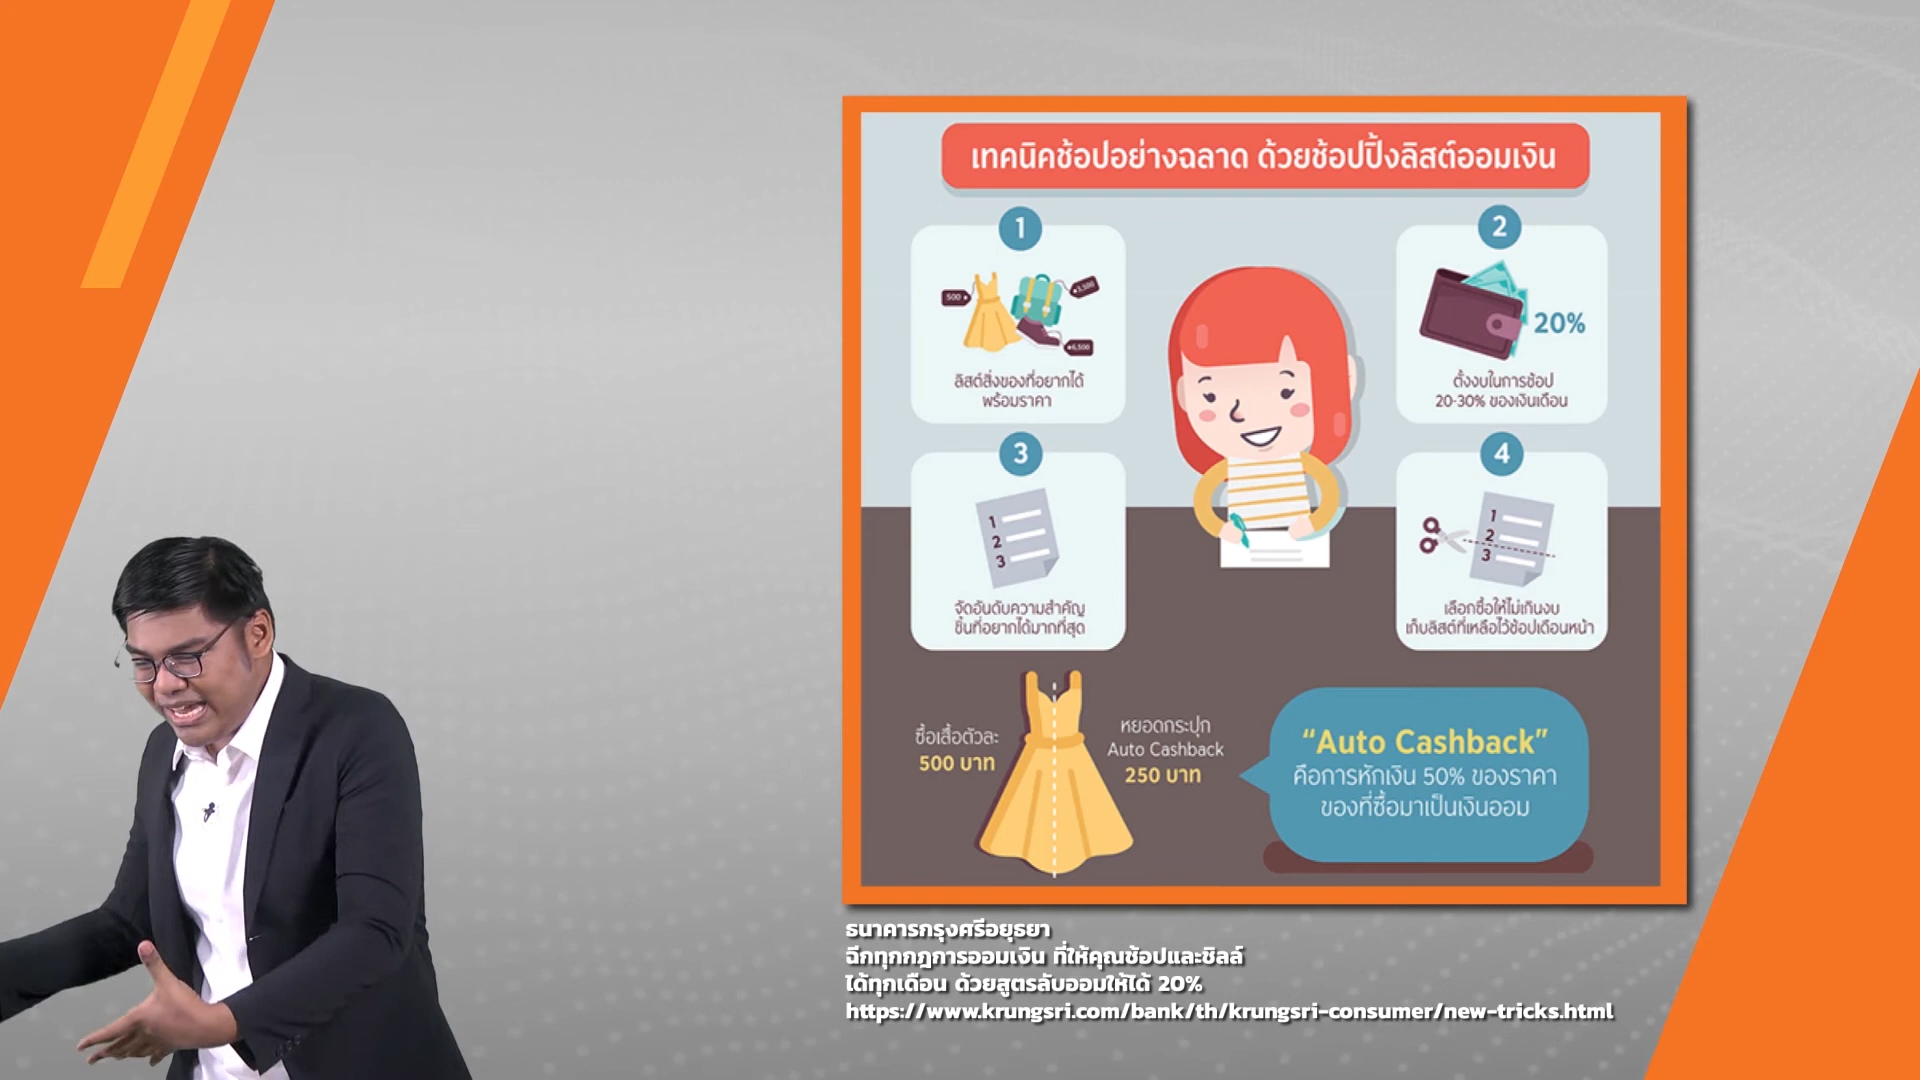 เทคนิคช้อปอย่างฉลาด ด้วยช้อปปิ้งลิสต์ออมเงิน
1
500
3,500
6,500
ลิสต์สิ่งของที่อยากได้
พร้อมราคา
2
20%
ตั้งงบในการช้อป
20-30% ของเงินเดือน
3
1
2
3
จัดอันดับความสำคัญ
ชิ้นที่อยากได้มากที่สุด
4
1
2
3
เลือกซื้อให้ไม่เกินงบ
เก็บลิสต์ที่เหลือไว้ช้อปเดือนหน้า
ซื้อเสื้อตัวละ
500 บาท
หยอดกระปุก
Auto Cashback
250 บาท
“Auto Cashback”
คือการหักเงิน 50% ของราคา
ของที่ซื้อมาเป็นเงินออม
ธนาคารกรุงศรีอยุธยา
ฉีกทุกกฎการออมเงิน ที่ให้คุณช้อปและชิลล์
ได้ทุกเดือน ด้วยสูตรลับออมให้ได้ 20%
https://www.krungsri.com/bank/th/krungsri-consumer/new-tricks.html